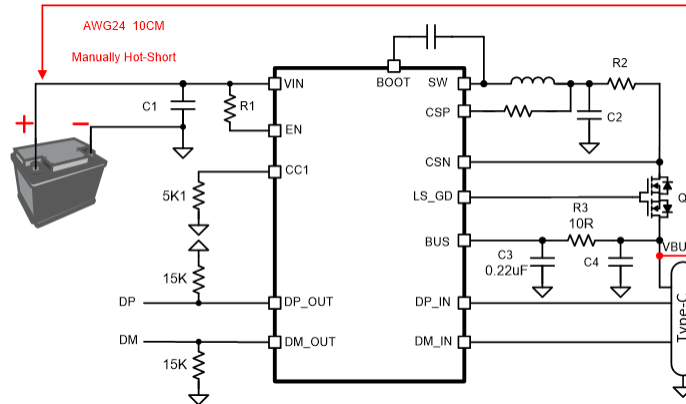 AWG24 10CM
Manually Hot-Short
BOOT
SW
R2
VIN
C1
R1
CSP
C2
+
−
EN
CSN
CC1
5K1
LS_GD
Q
R3
10R
BUS
VBU
C3
0.22uF
C4
15K
DP
DP_OUT
DP_IN
DM
DM_OUT
DM_IN
15K
Type-C